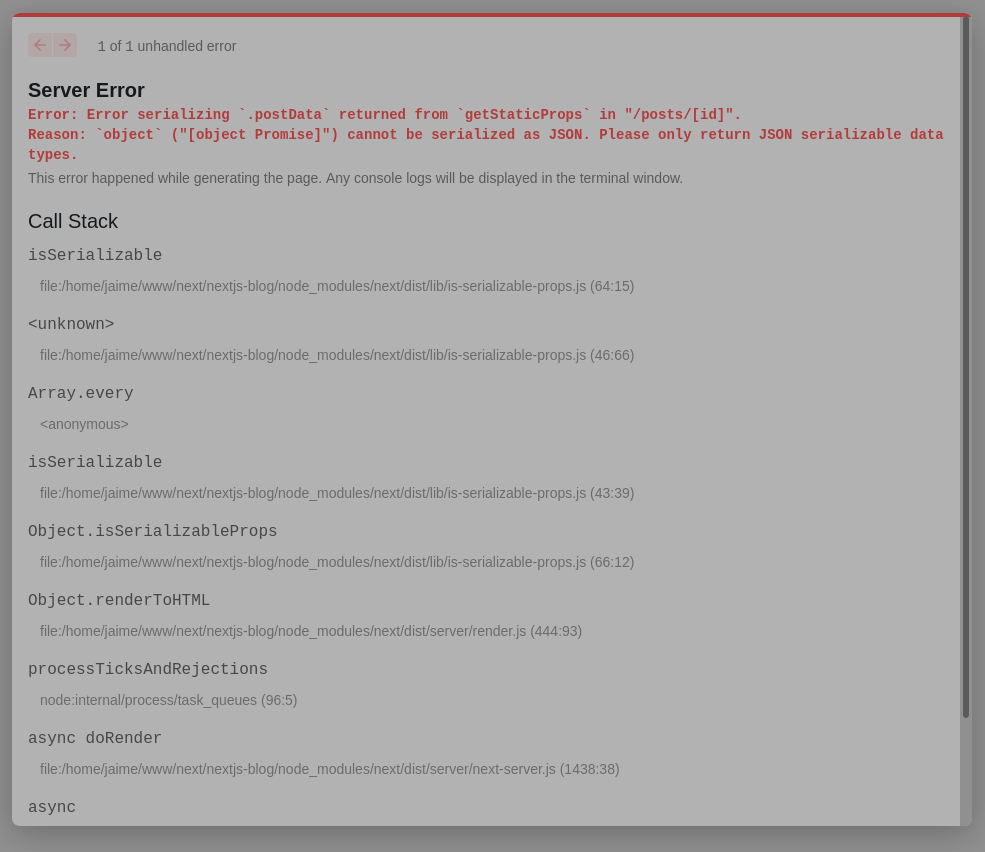 1 of 1 unhandled error
Server Error
Error: Error serializing `.postData` returned from `getStaticProps` in "/posts/[id]".
Reason: `object` ("[object Promise]") cannot be serialized as JSON. Please only return JSON serializable data
types.
This error happened while generating the page. Any console logs will be displayed in the terminal window.
Call Stack
isSerializable
file:/home/jaime/www/next/nextjs-blog/node_modules/next/dist/lib/is-serializable-props.js (64:15)
<unknown>
file:/home/jaime/www/next/nextjs-blog/node_modules/next/dist/lib/is-serializable-props.js (46:66)
Array.every
<anonymous>
isSerializable
file:/home/jaime/www/next/nextjs-blog/node_modules/next/dist/lib/is-serializable-props.js (43:39)
Object.isSerializableProps
file:/home/jaime/www/next/nextjs-blog/node_modules/next/dist/lib/is-serializable-props.js (66:12)
Object.renderToHTML
file:/home/jaime/www/next/nextjs-blog/node_modules/next/dist/server/render.js (444:93)
processTicksAndRejections
node:internal/process/task_queues (96:5)
async doRender
file:/home/jaime/www/next/nextjs-blog/node_modules/next/dist/server/next-server.js (1438:38)
async